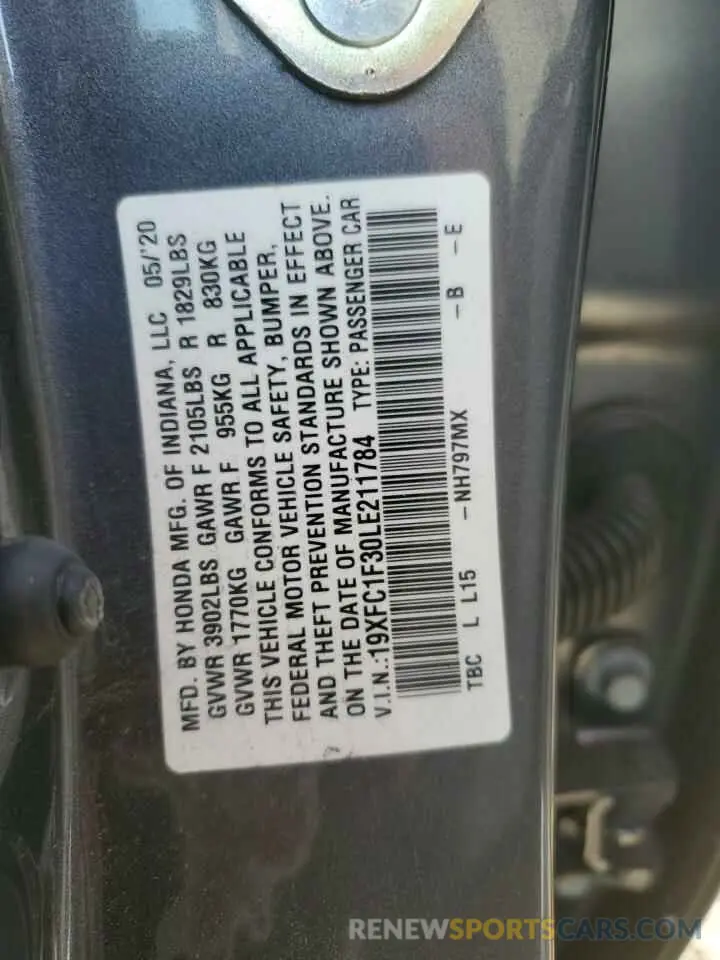 MFD. BY HONDA MFG. OF INDIANA, LLC 05/'20
GVWR 3902LBS GAWR F 2105LBS R 1829LBS
GVWR 1770KG GAWR F 955KG R 830KG
THIS VEHICLE CONFORMS TO ALL APPLICABLE
FEDERAL MOTOR VEHICLE SAFETY, BUMPER,
AND THEFT PREVENTION STANDARDS IN EFFECT
ON THE DATE OF MANUFACTURE SHOWN ABOVE.
V.I.N.:19XFC1F30LE211784 TYPE: PASSENGER CAR
TBC L L15 -NH797MX -B -E
RENEWSPORTSCARS.COM